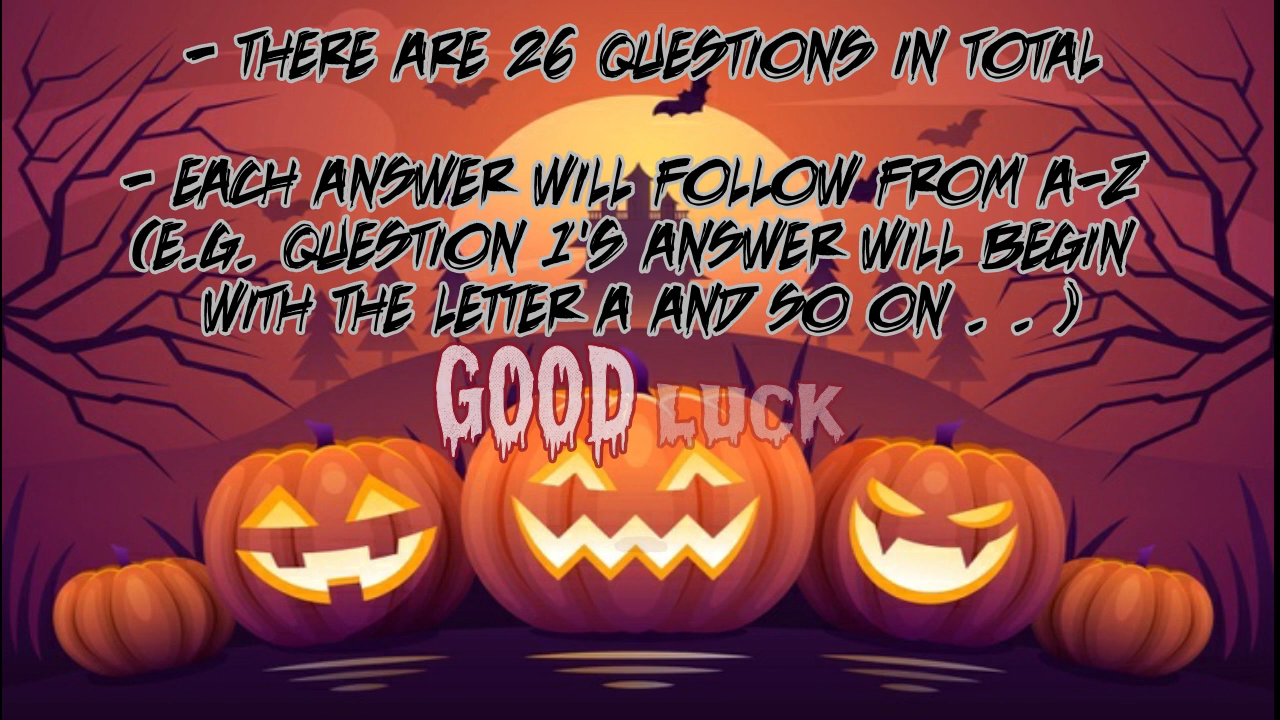 - THERE ARE 26 QUESTIONS IN TOTAL
- EACH ANSWER WILL FOLLOW FROM A-Z
(E.G. QUESTION 1'S ANSWER WILL BEGIN
WITH THE LETTER A AND SO ON . . )
GOOD LUCK